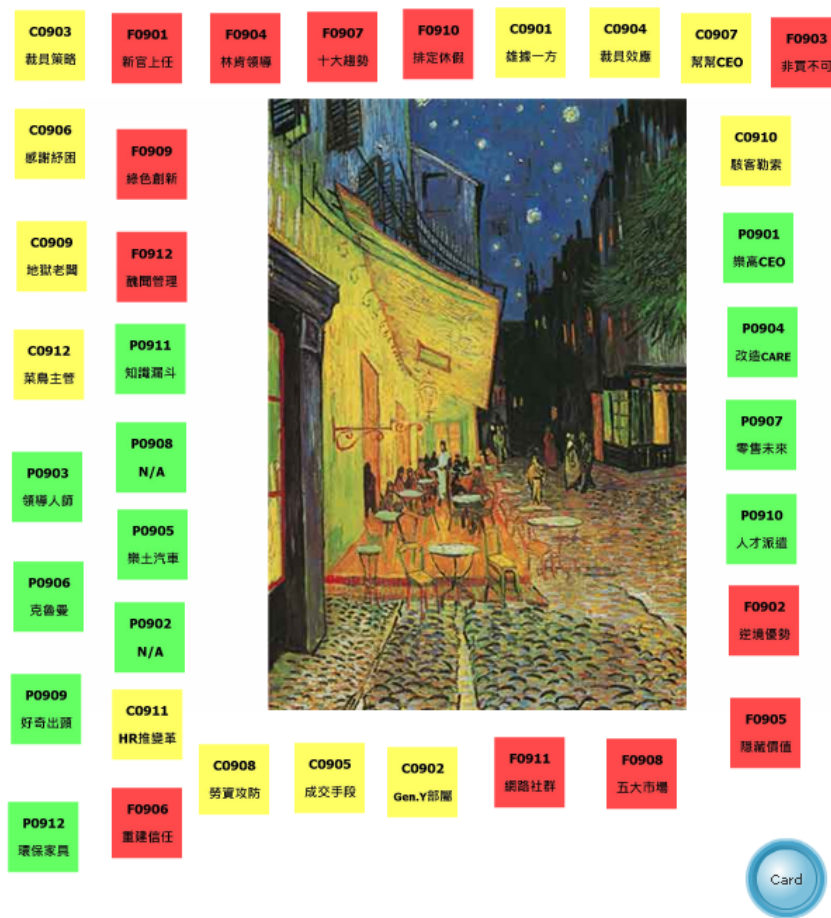 C0903
裁員策略
F0901
新官上任
F0904
林肯領導
F0907
十大趨勢
F0910
排定休假
C0901
雄據一方
C0904
裁員效應
C0907
幫幫CEO
F0903
非買不可
C0906
感謝紓困
F0909
綠色創新
C0910
駭客勒索
C0909
地獄老闆
F0912
醜聞管理
P0901
樂高CEO
C0912
菜鳥主管
P0911
知識漏斗
P0904
改造CARE
P0903
領導人師
P0908
N/A
P0907
零售未來
P0905
樂土汽車
P0910
人才派遣
P0906
克魯曼
P0902
N/A
F0902
逆境優勢
P0909
好奇出頭
C0911
HR推變革
F0905
隱藏價值
C0908
勞資攻防
C0905
成交手段
C0902
Gen.Y部屬
F0911
網路社群
F0908
五大市場
P0912
環保家具
F0906
重建信任
Card